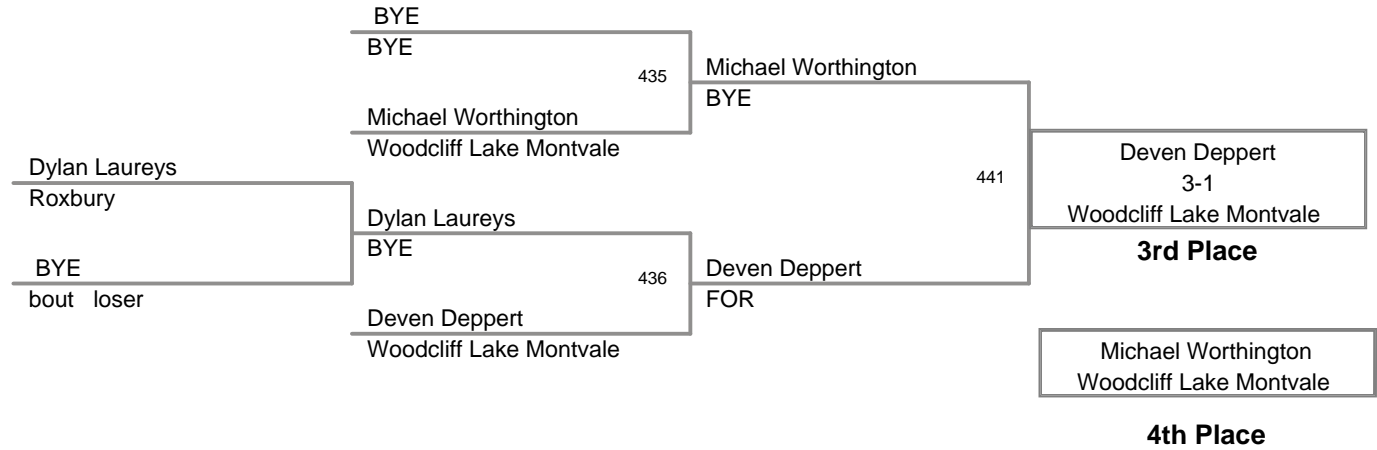 BYE
BYE
435
Michael Worthington
BYE
Michael Worthington
Woodcliff Lake Montvale
Dylan Laureys
Roxbury
441
Deven Deppert
3-1
Woodcliff Lake Montvale
3rd Place
Dylan Laureys
BYE
BYE
bout loser
436
Deven Deppert
FOR
Deven Deppert
Woodcliff Lake Montvale
Michael Worthington
Woodcliff Lake Montvale
4th Place